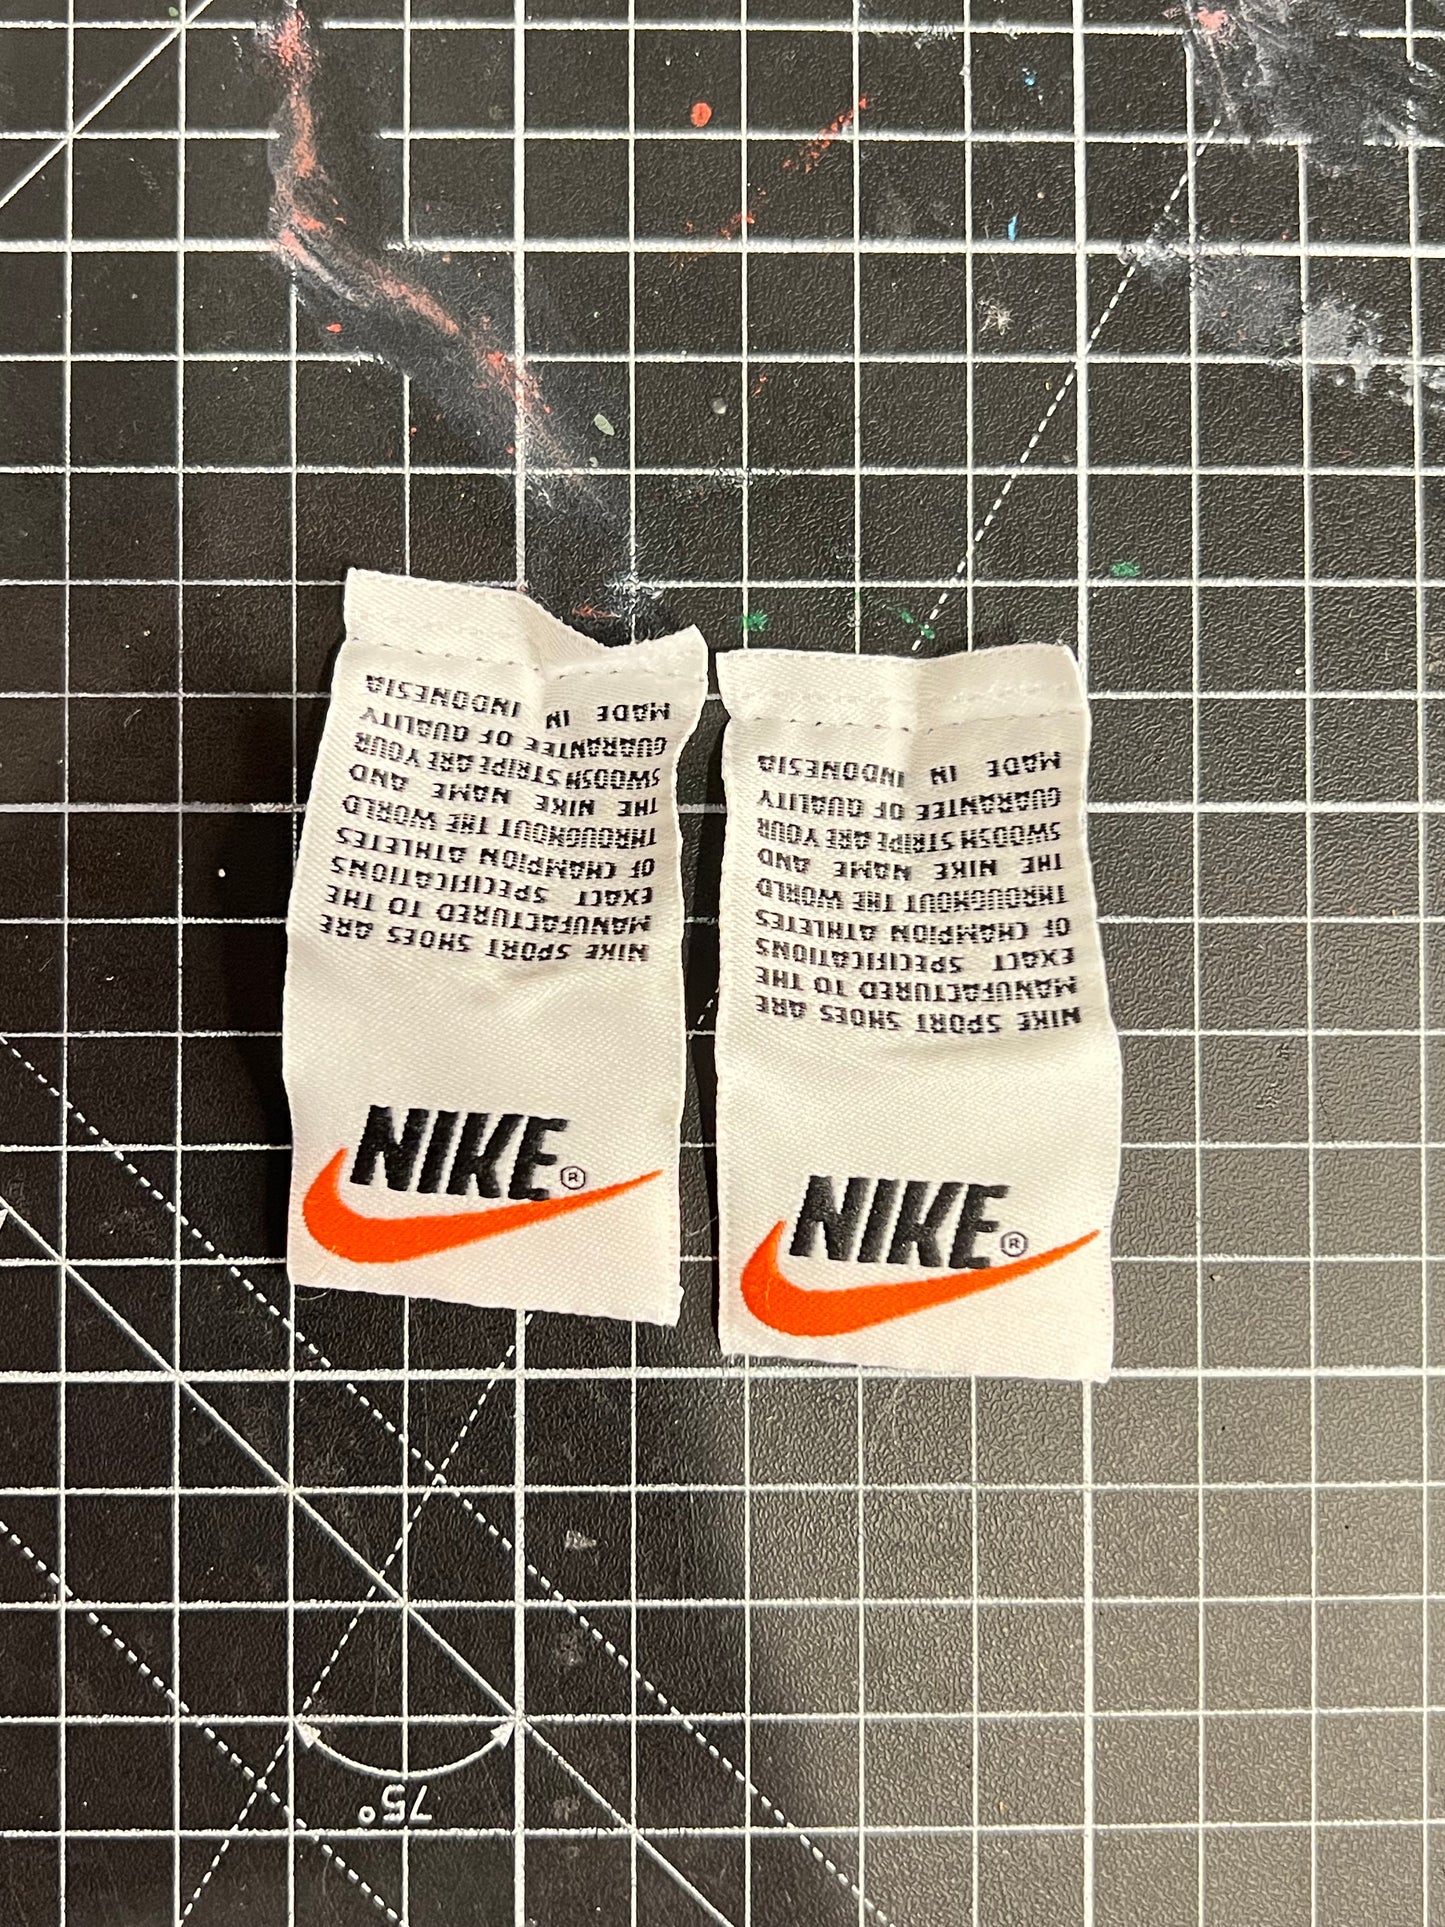 NIKE SPORT SHOES ARE
MANUFACTURED TO THE
EXACT SPECIFICATIONS
OF CHAMPION ATHLETES
THROUGHOUT THE WORLD
THE NIKE NAME AND
SWOOSH STRIPE ARE YOUR
GUARANTEE OF QUALITY
MADE IN INDONESIA
NIKE®
NIKE SPORT SHOES ARE
MANUFACTURED TO THE
EXACT SPECIFICATIONS
OF CHAMPION ATHLETES
THROUGHOUT THE WORLD
THE NIKE NAME AND
SWOOSH STRIPE ARE YOUR
GUARANTEE OF QUALITY
MADE IN INDONESIA
NIKE®
75°